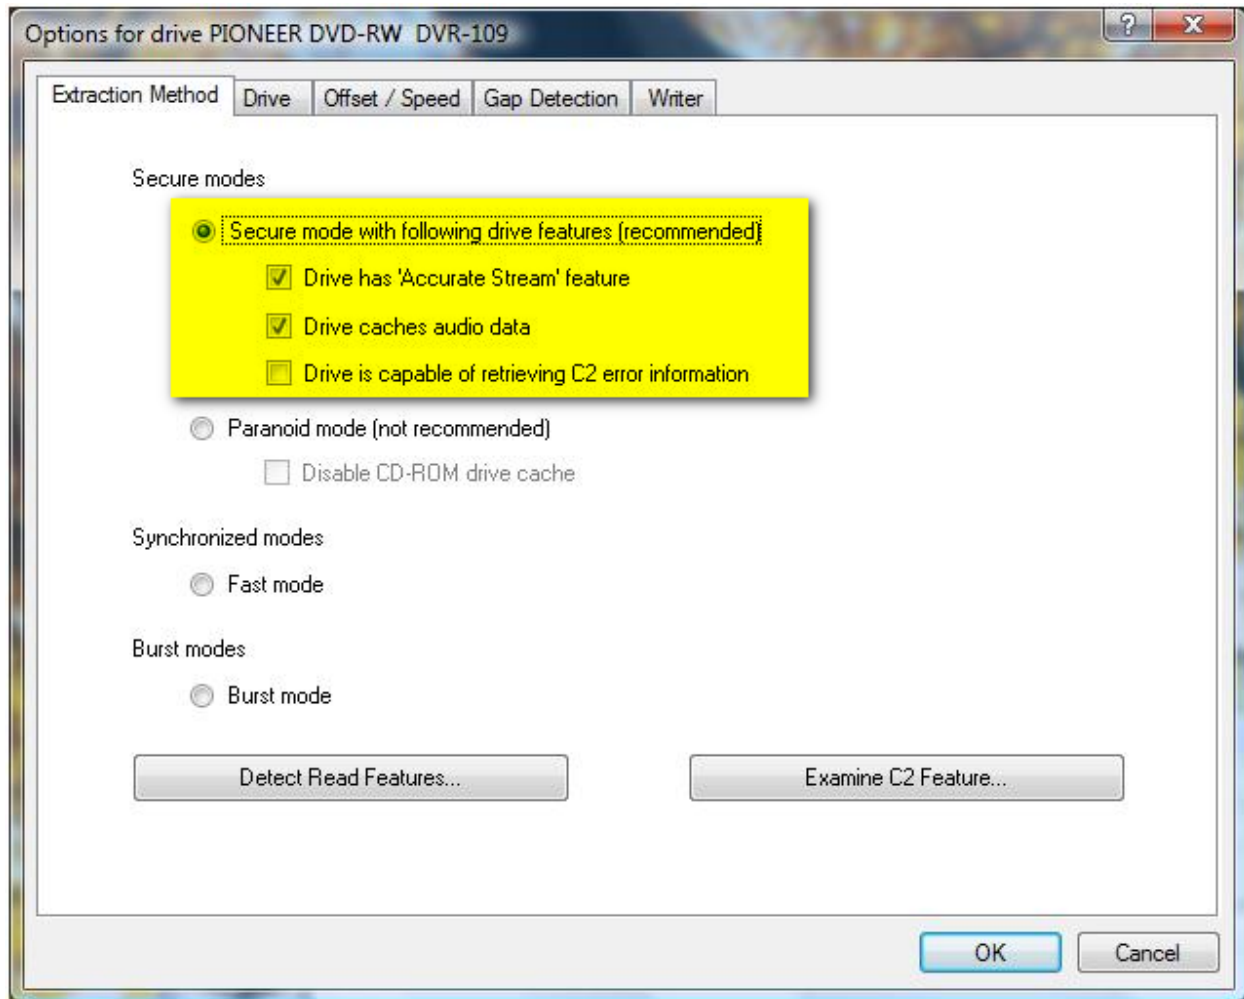 Options for drive PIONEER DVD-RW DVR-109
?
X
Extraction Method Drive Offset / Speed Gap Detection Writer
Secure modes
Secure mode with following drive features (recommended)
Drive has 'Accurate Stream' feature
Drive caches audio data
Drive is capable of retrieving C2 error information
Paranoid mode (not recommended)
Disable CD-ROM drive cache
Synchronized modes
Fast mode
Burst modes
Burst mode
Detect Read Features... Examine C2 Feature...
OK Cancel